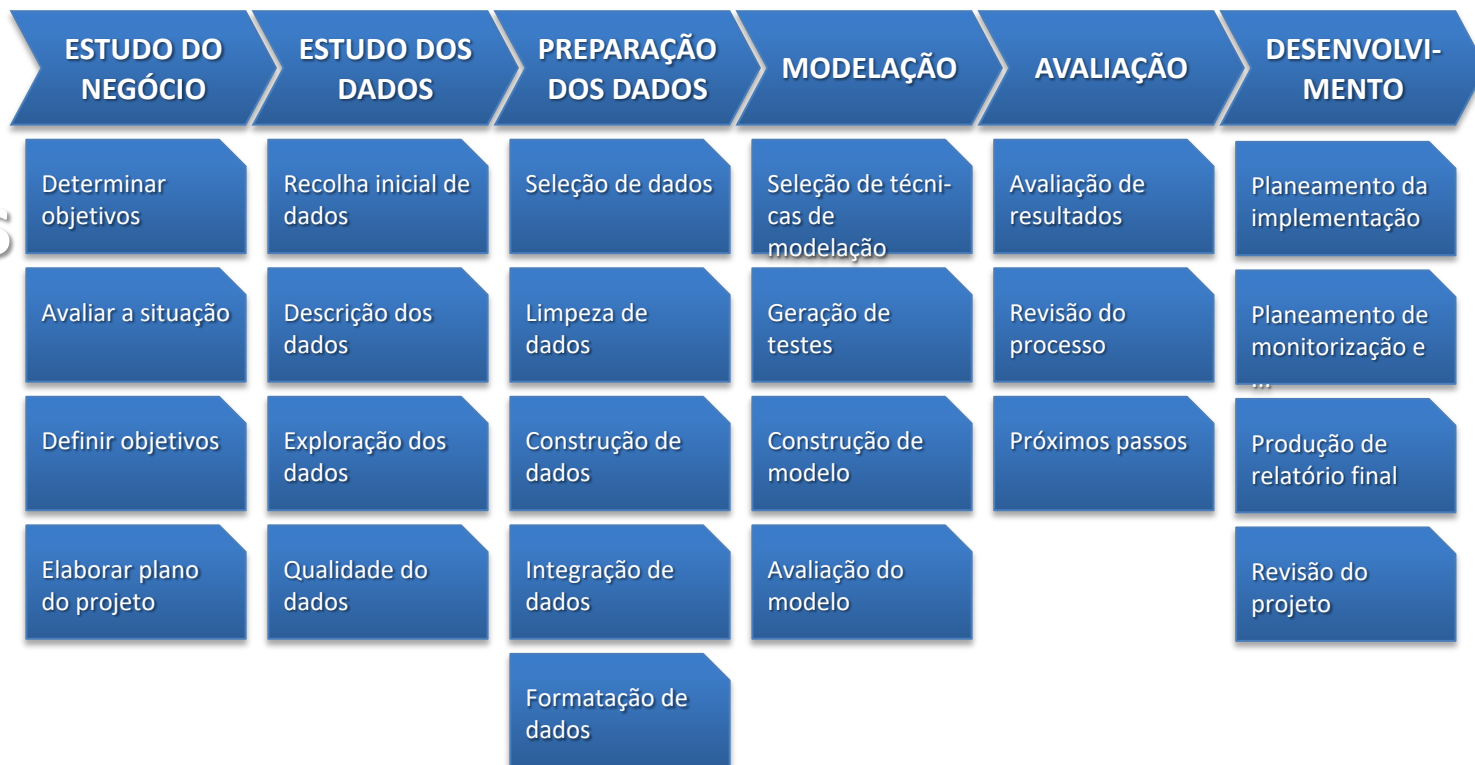 ESTUDO DO
NEGÓCIO
ESTUDO DOS
DADOS
PREPARAÇÃO
DOS DADOS
MODELAÇÃO
AVALIAÇÃO
DESENVOLVI-
MENTO
Determinar
objetivos
Avaliar a situação
Definir objetivos
Elaborar plano
do projeto
Recolha inicial de
dados
Descrição dos
dados
Exploração dos
dados
Qualidade do
dados
Seleção de dados
Limpeza de
dados
Construção de
dados
Integração de
dados
Formatação de
dados
Seleção de técni-
cas de
modelação
Geração de
testes
Construção de
modelo
Avaliação do
modelo
Avaliação de
resultados
Revisão do
processo
Próximos passos
Planeamento da
implementação
Planeamento de
monitorização e
...
Produção de
relatório final
Revisão do
projeto